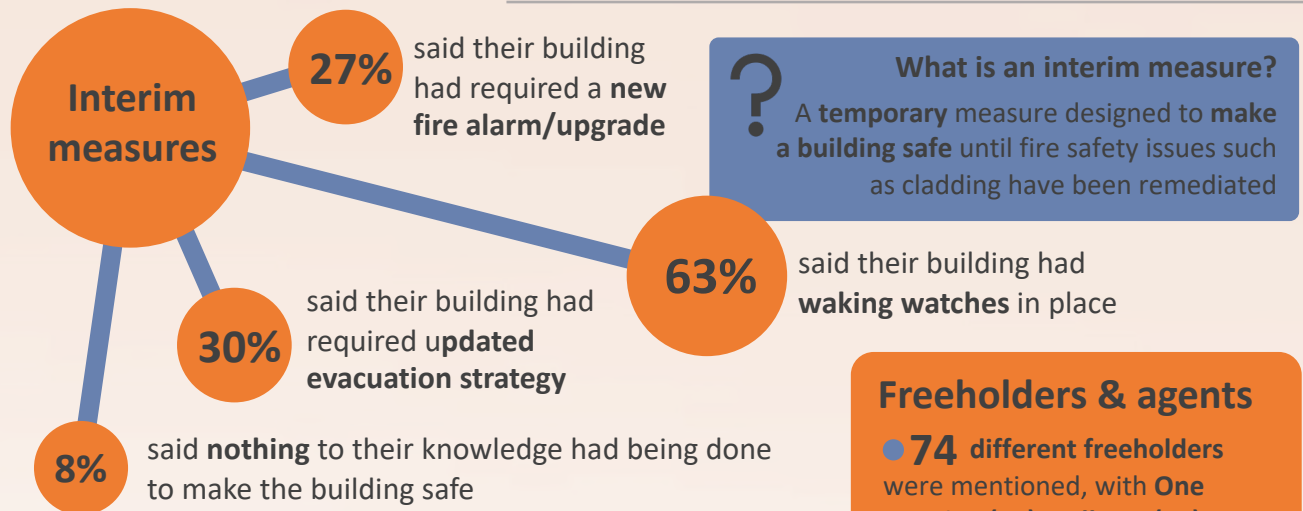 Interim
measures
27%
said their building
had required a new
fire alarm/upgrade
?
What is an interim measure?
A temporary measure designed to make
a building safe until fire safety issues such
as cladding have been remediated
63%
said their building had
waking watches in place
30%
said their building had
required updated
evacuation strategy
8%
said nothing to their knowledge had being done
to make the building safe
Freeholders & agents
74 different freeholders
were mentioned, with One